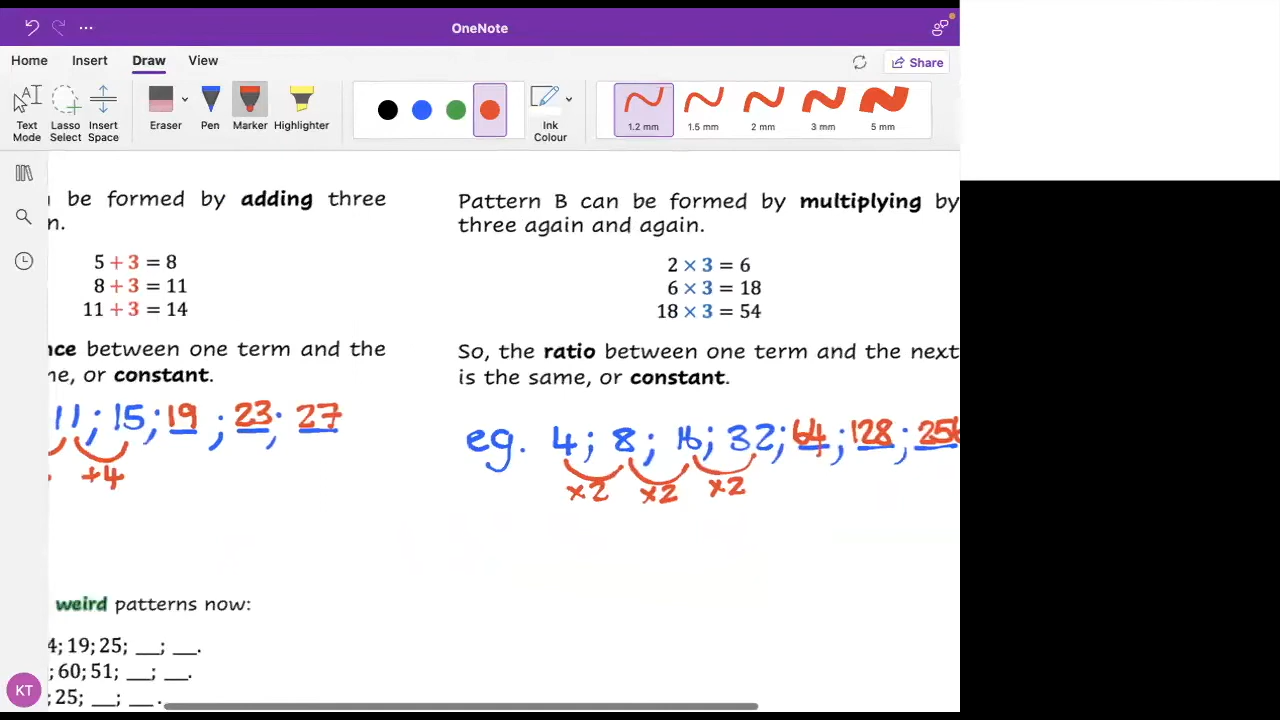 OneNote
Home Insert Draw View
Share
Text Mode
Lasso Select
Insert Space
Eraser
Pen
Marker
Highlighter
Ink Colour
1.2 mm
1.5 mm
2 mm
3 mm
5 mm
be formed by adding three
n.
5 + 3 = 8
8 + 3 = 11
11 + 3 = 14
nce between one term and the
ne, or constant.
11; 15; 19; 23; 27
+4
weird patterns now:
4; 19; 25; __; __.
; 60; 51; __; __.
; 25; __; __.
Pattern B can be formed by multiplying by
three again and again.
2 × 3 = 6
6 × 3 = 18
18 × 3 = 54
So, the ratio between one term and the next
is the same, or constant.
eg. 4; 8; 16; 32; 64; 128; 256
×2 ×2 ×2
KT